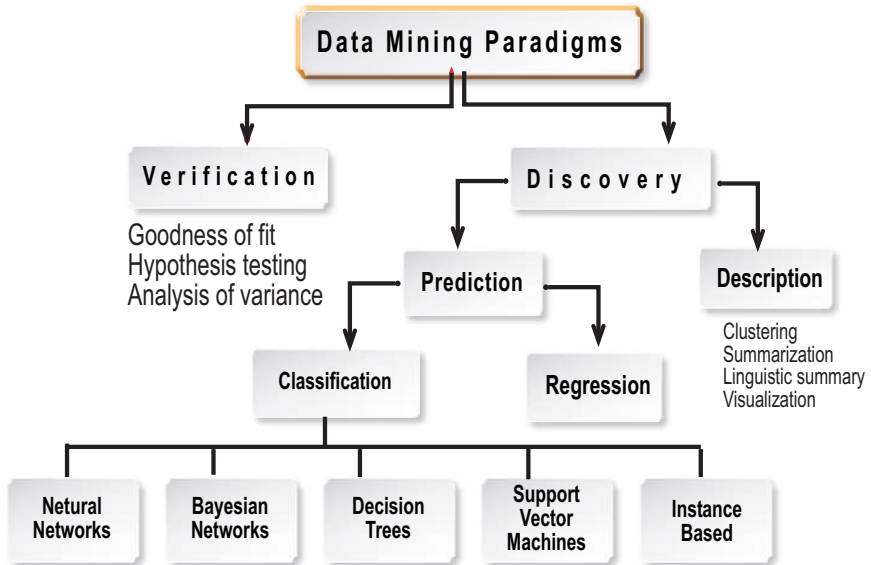 Data Mining Paradigms
Verification
Discovery
Goodness of fit
Hypothesis testing
Analysis of variance
Prediction
Description
Clustering
Summarization
Linguistic summary
Visualization
Classification
Regression
Netural
Networks
Bayesian
Networks
Decision
Trees
Support
Vector
Machines
Instance
Based